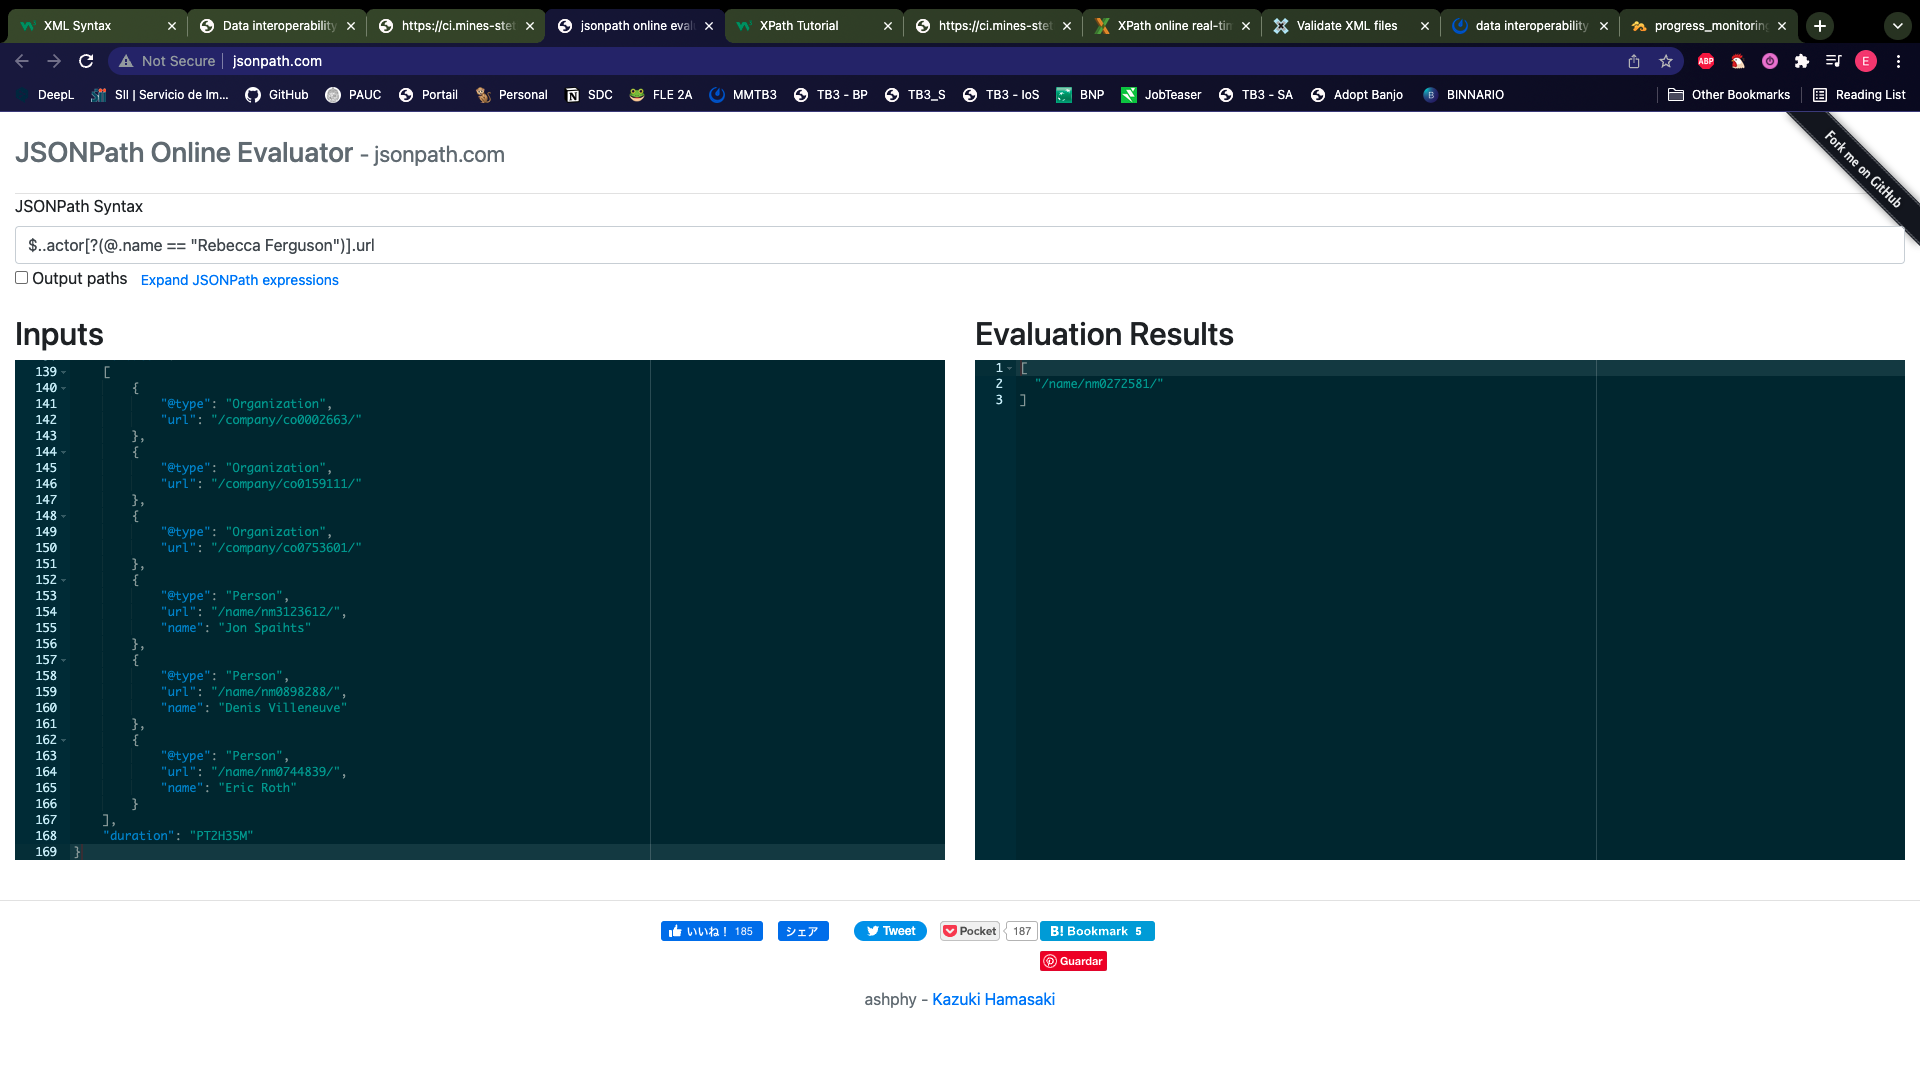 XML Syntax
Data interoperability
https://ci.mines-stet
jsonpath online eval
XPath Tutorial
https://ci.mines-stet
XPath online real-tim
Validate XML files
data interoperability
progress_monitoring
Not Secure
jsonpath.com
ABP
E
DeepL
SII | Servicio de Im...
GitHub
PAUC
Portail
Personal
SDC
FLE 2A
MMTB3
TB3 - BP
TB3_S
TB3 - IoS
BNP
JobTeaser
TB3 - SA
Adopt Banjo
BINNARIO
Other Bookmarks
Reading List
JSONPath Online Evaluator - jsonpath.com
Fork me on GitHub
JSONPath Syntax
$..actor[?(@.name == "Rebecca Ferguson")].url
Output paths Expand JSONPath expressions
Inputs
139 [
140 {
141 "@type": "Organization",
142 "url": "/company/co0002663/"
143 },
144 {
145 "@type": "Organization",
146 "url": "/company/co0159111/"
147 },
148 {
149 "@type": "Organization",
150 "url": "/company/co0753601/"
151 },
152 {
153 "@type": "Person",
154 "url": "/name/nm3123612/",
155 "name": "Jon Spaihts"
156 },
157 {
158 "@type": "Person",
159 "url": "/name/nm0898288/",
160 "name": "Denis Villeneuve"
161 },
162 {
163 "@type": "Person",
164 "url": "/name/nm0744839/",
165 "name": "Eric Roth"
166 }
167 ],
168 "duration": "PT2H35M"
169 }
Evaluation Results
1 [
2 "/name/nm0272581/"
3 ]
いいね！ 185
シェア
Tweet
Pocket 187
B! Bookmark 5
Guardar
ashphy - Kazuki Hamasaki